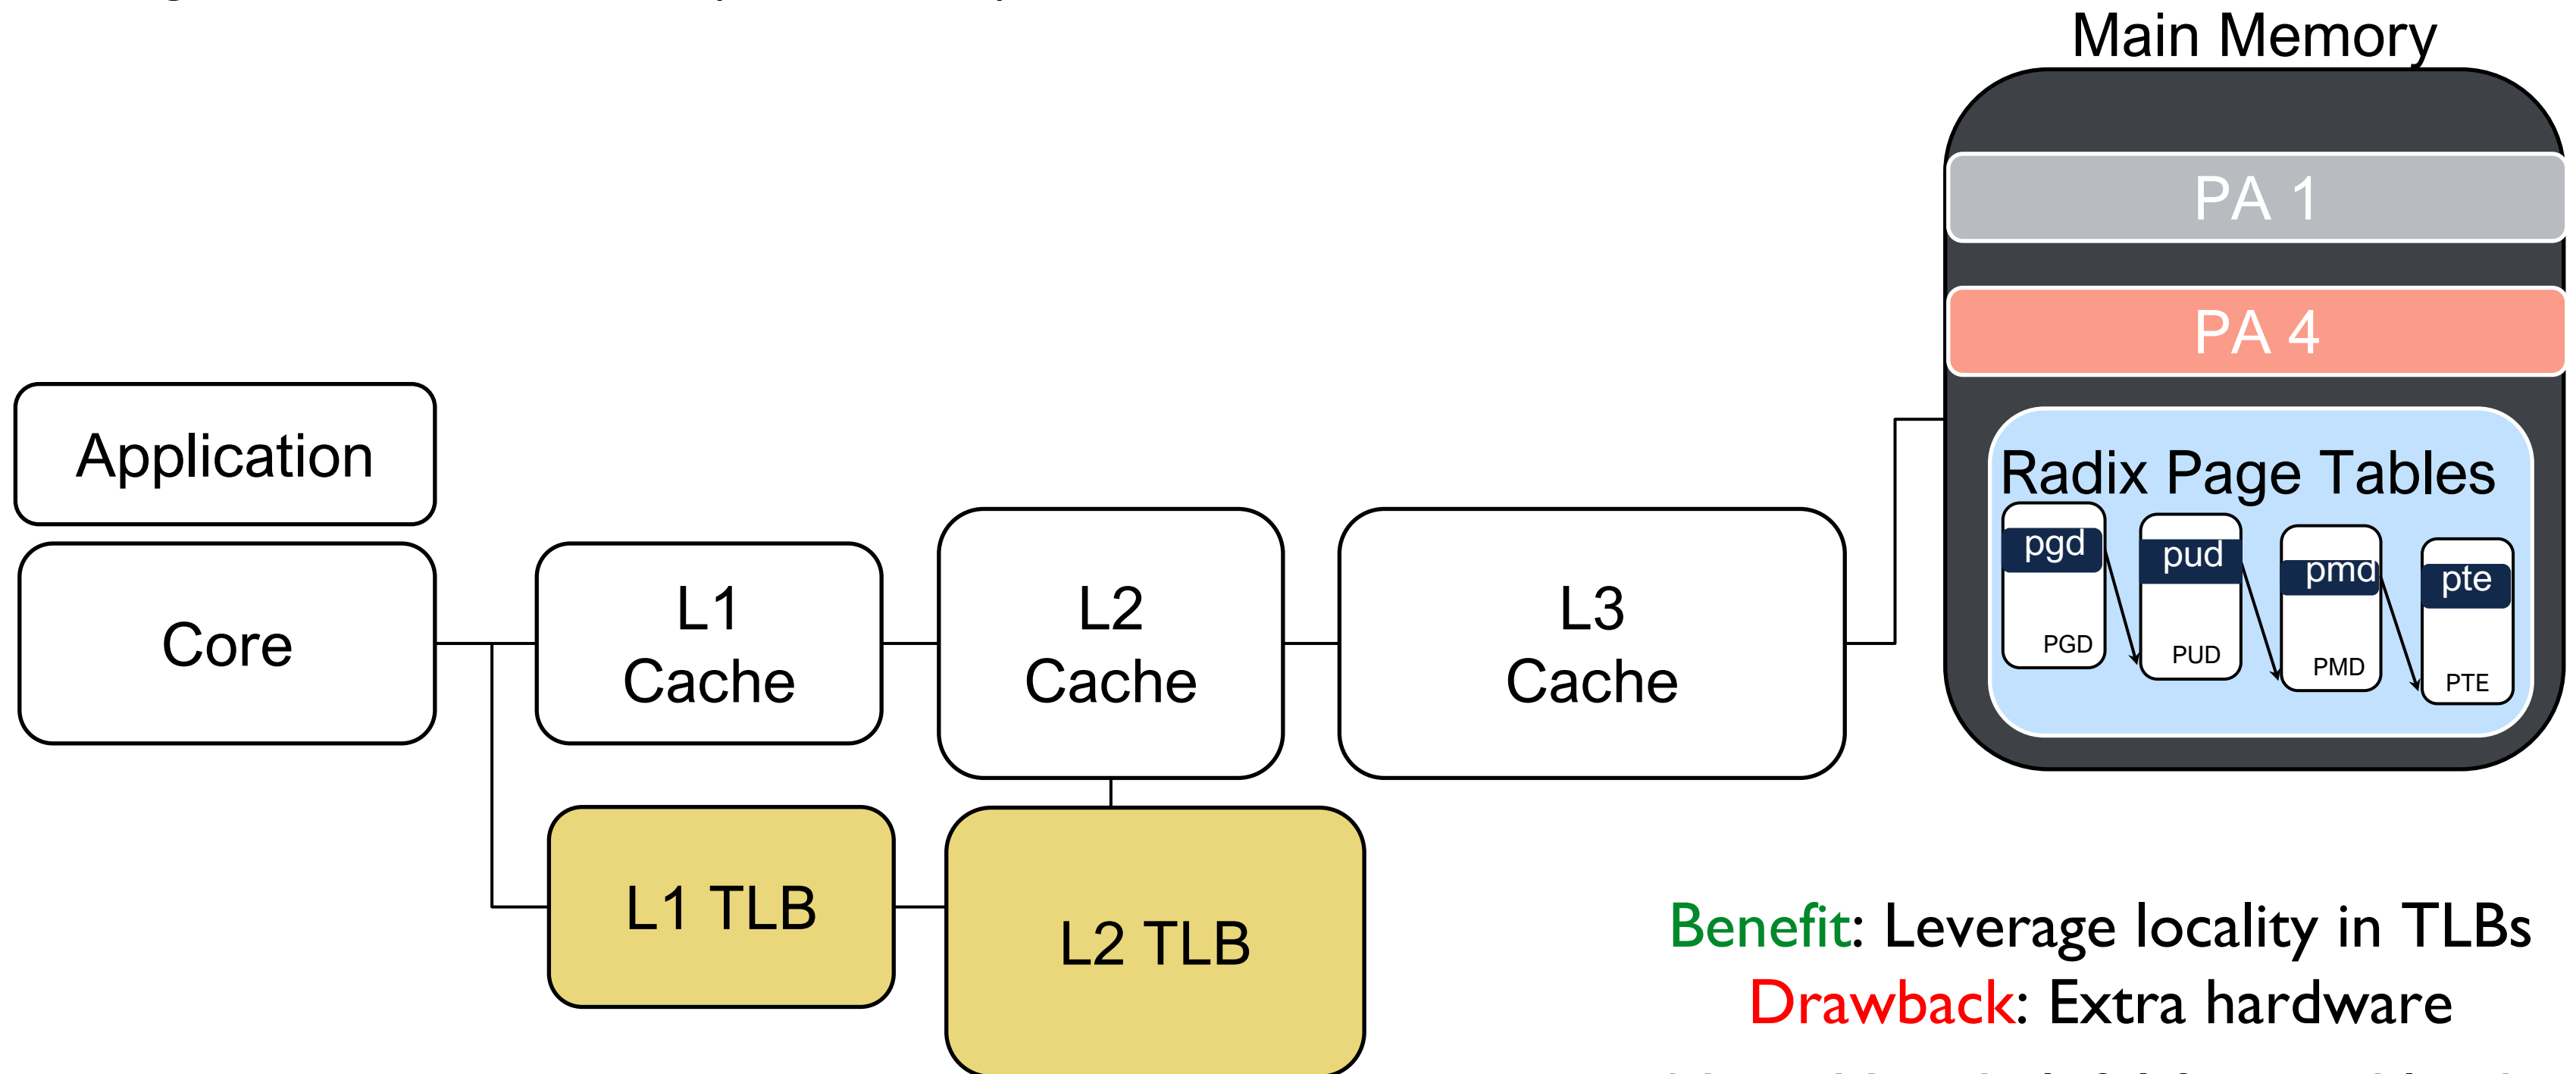 Main Memory
PA 1
PA 4
Application
Radix Page Tables
pgd
pud
pmd
pte
PGD
PUD
PMD
PTE
Core
L1
Cache
L2
Cache
L3
Cache
L1 TLB
L2 TLB
Benefit: Leverage locality in TLBs
Drawback: Extra hardware